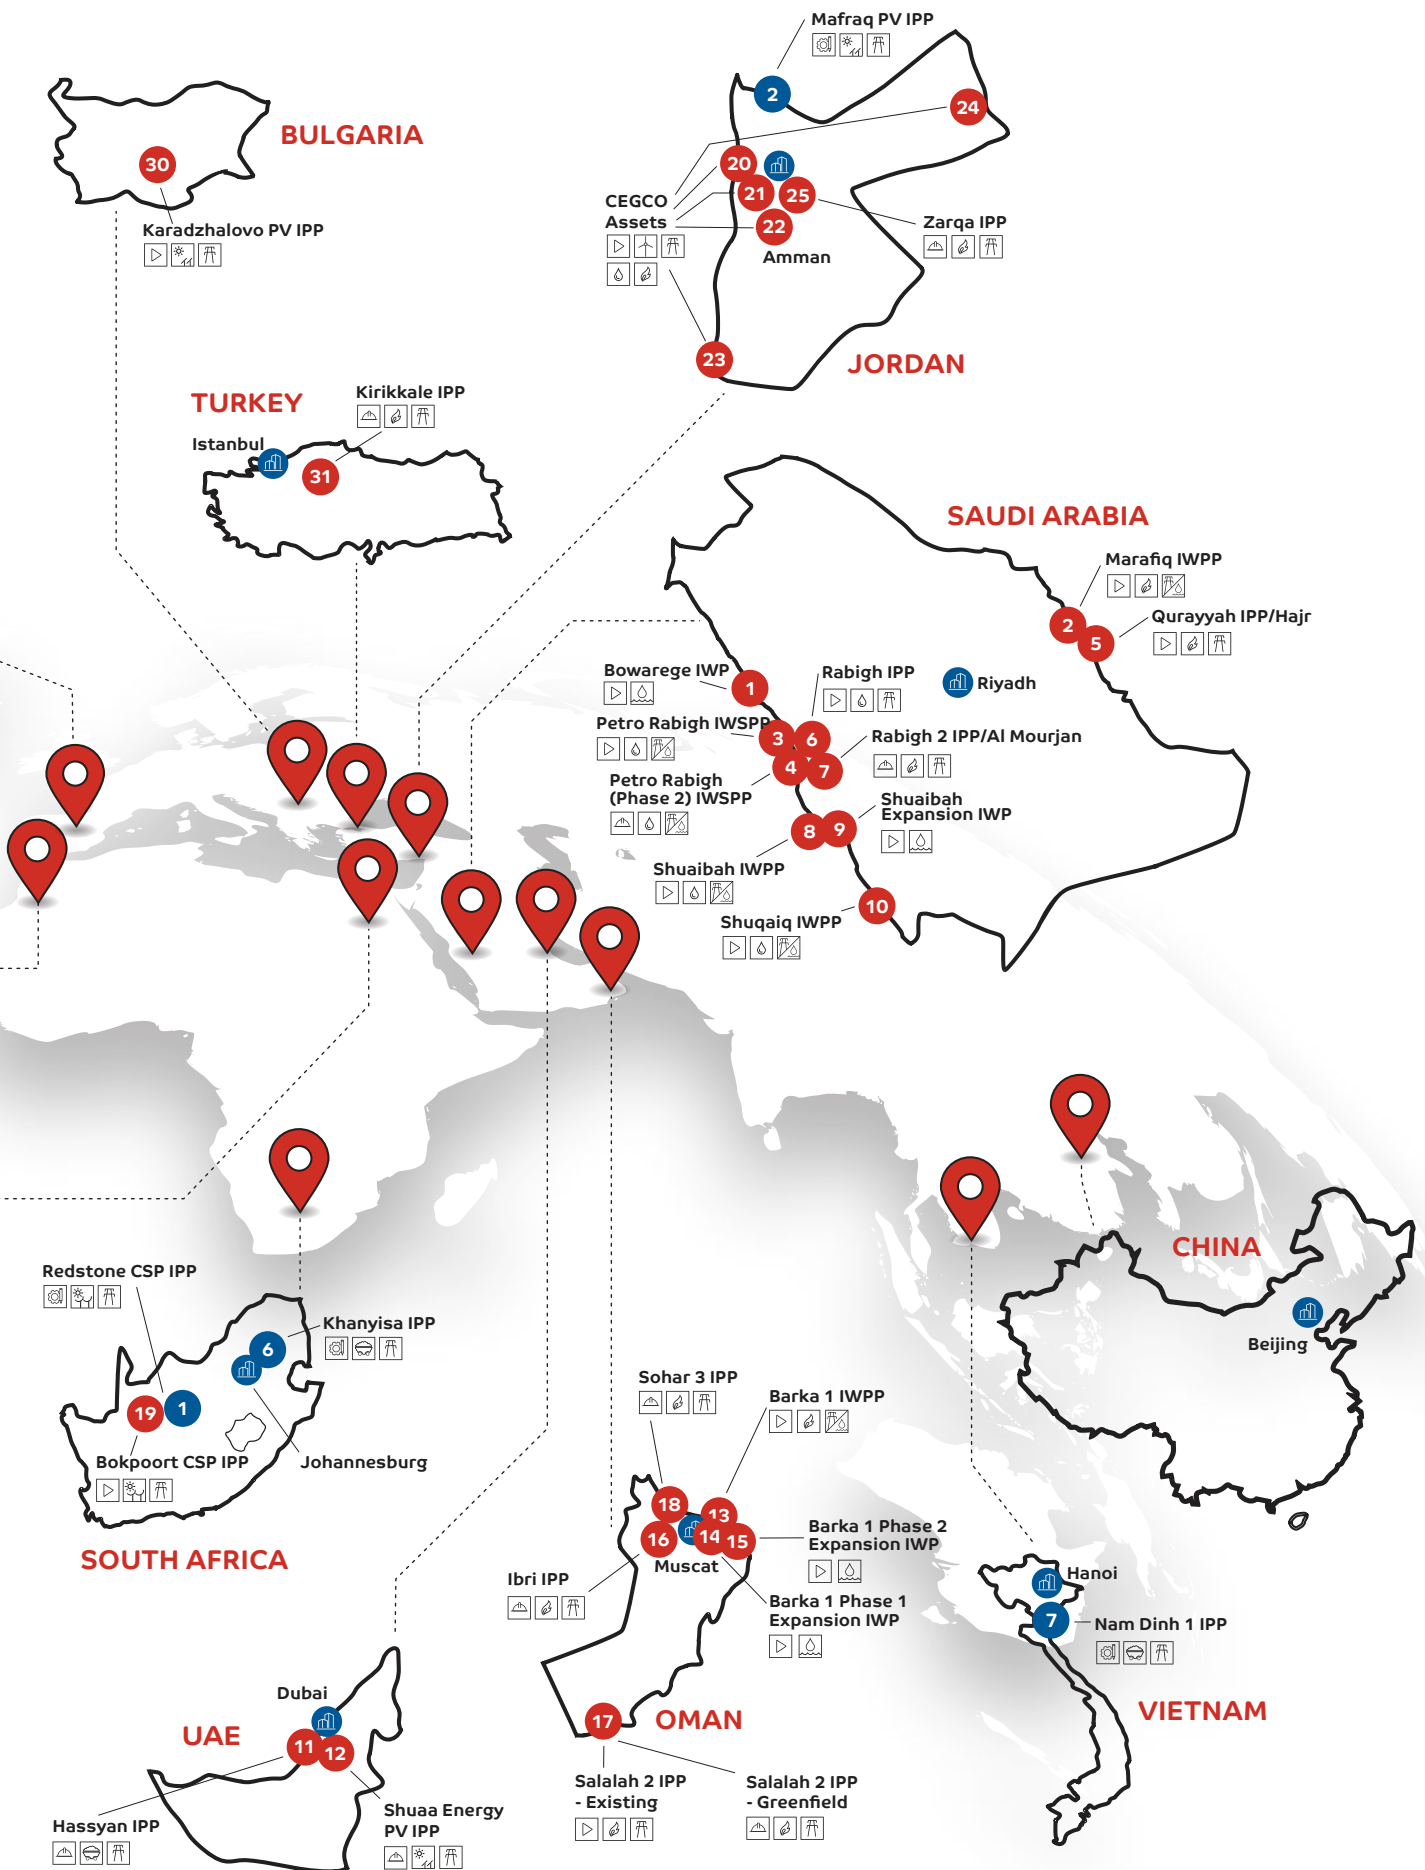 Mafraq PV IPP
2
24
BULGARIA
30
Karadzhalovo PV IPP
20
21
25
22
CEGCO
Assets
Zarqa IPP
Amman
23
JORDAN
TURKEY
Kirikkale IPP
Istanbul
31
SAUDI ARABIA
Marafiq IWPP
2
Qurayyah IPP/Hajr
5
Bowarege IWP
1
Rabigh IPP
Riyadh
Petro Rabigh IWSPP
3
6
Rabigh 2 IPP/Al Mourjan
4
7
Petro Rabigh
(Phase 2) IWSPP
Shuaibah
Expansion IWP
8
9
Shuaibah IWPP
Shuqaiq IWPP
10
CHINA
Beijing
Redstone CSP IPP
Khanyisa IPP
6
19
1
Bokpoort CSP IPP
Johannesburg
SOUTH AFRICA
Sohar 3 IPP
Barka 1 IWPP
18
13
16
14
15
Muscat
Barka 1 Phase 2
Expansion IWP
Ibri IPP
Barka 1 Phase 1
Expansion IWP
Hanoi
7
Nam Dinh 1 IPP
VIETNAM
Dubai
UAE
11
12
17
OMAN
Salalah 2 IPP
- Existing
Salalah 2 IPP
- Greenfield
Hassyan IPP
Shuaa Energy
PV IPP